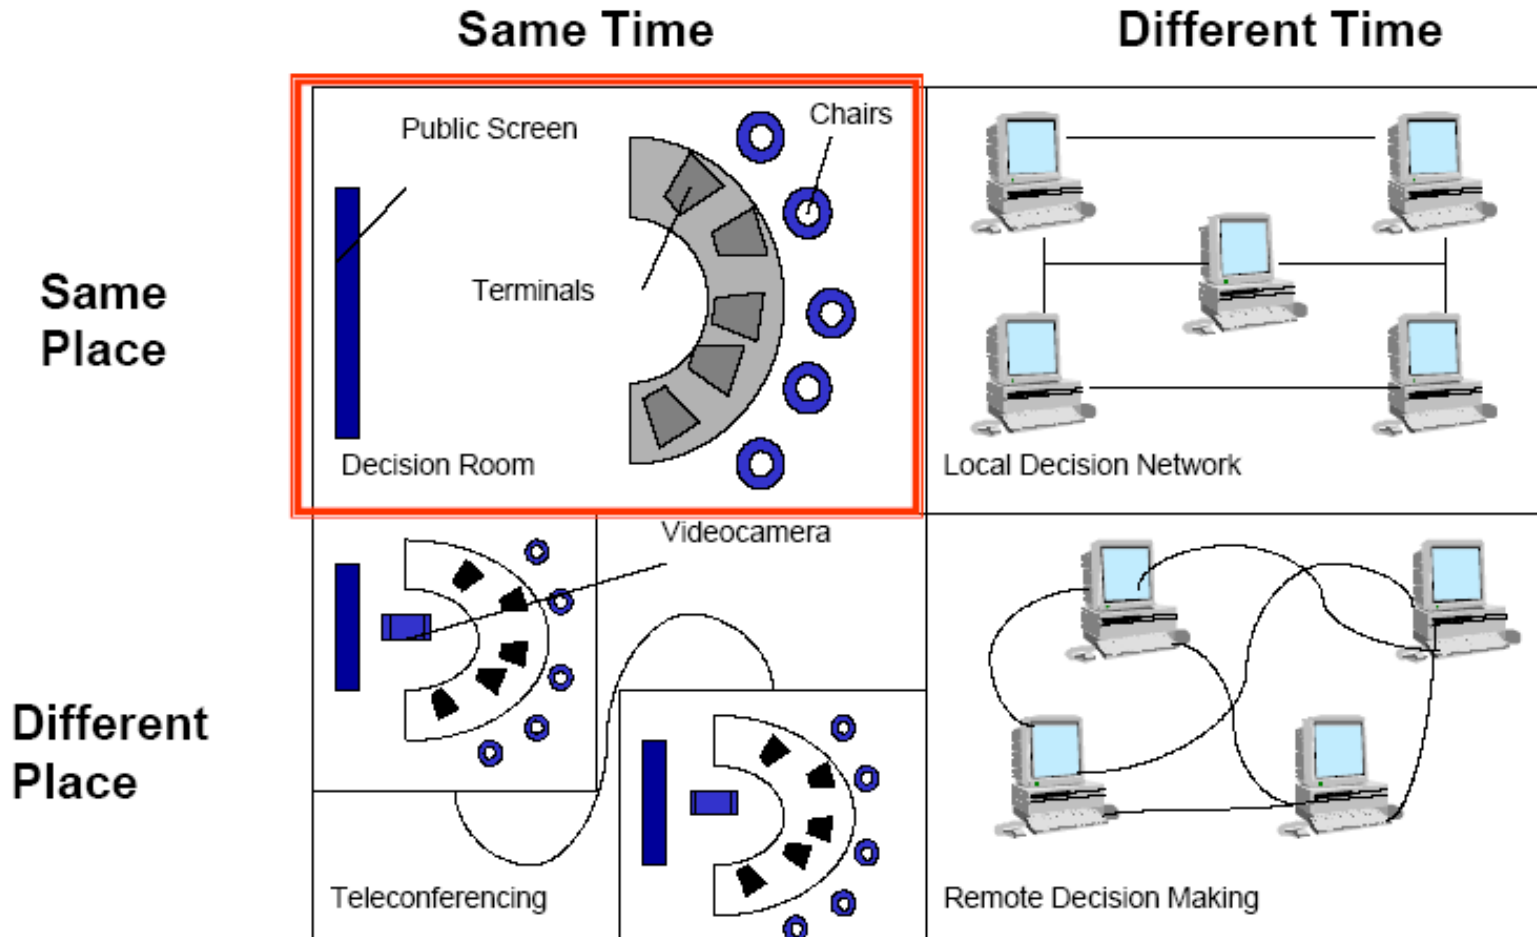 Same Time
Different Time
Same
Place
Public Screen
Chairs
Terminals
Decision Room
Local Decision Network
Different
Place
Videocamera
Teleconferencing
Remote Decision Making